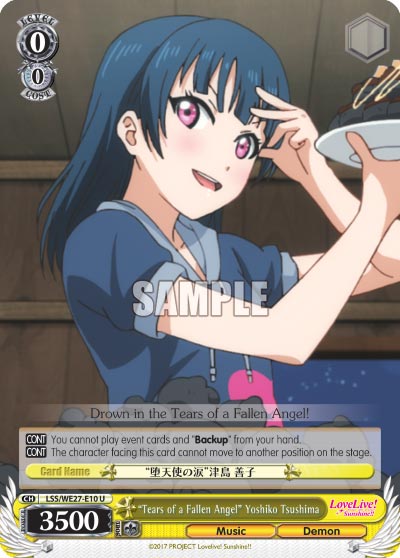 LEVEL
0
0
COST
SAMPLE
Drown in the Tears of a Fallen Angel!
CONT You cannot play event cards and "Backup" from your hand.
CONT The character facing this card cannot move to another position on the stage.
Card Name "堕天使の涙"津島 善子
CH LSS/WE27-E10 U
"Tears of a Fallen Angel" Yoshiko Tsushima
LoveLive! Sunshine!!
POWER 3500 SOUL
Music Demon
©2017 PROJECT Lovelive! Sunshine!!